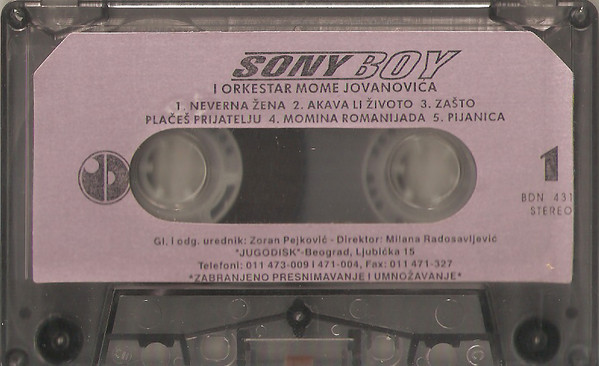 SONY BOY
I ORKESTAR MOME JOVANOVIĆA
1. NEVERNA ŽENA 2. AKAVA LI ŽIVOTO 3. ZAŠTO
PLAČEŠ PRIJATELJU 4. MOMINA ROMANIJADA 5. PIJANICA
1
BDN 431
STEREO
Gl. i odg. urednik: Zoran Pejković - Direktor: Milana Radosavljević
"JUGODISK"-Beograd, Ljubička 15
Telefoni: 011 473-009 i 471-004, Fax: 011 471-327
"ZABRANJENO PRESNIMAVANJE I UMNOŽAVANJE"